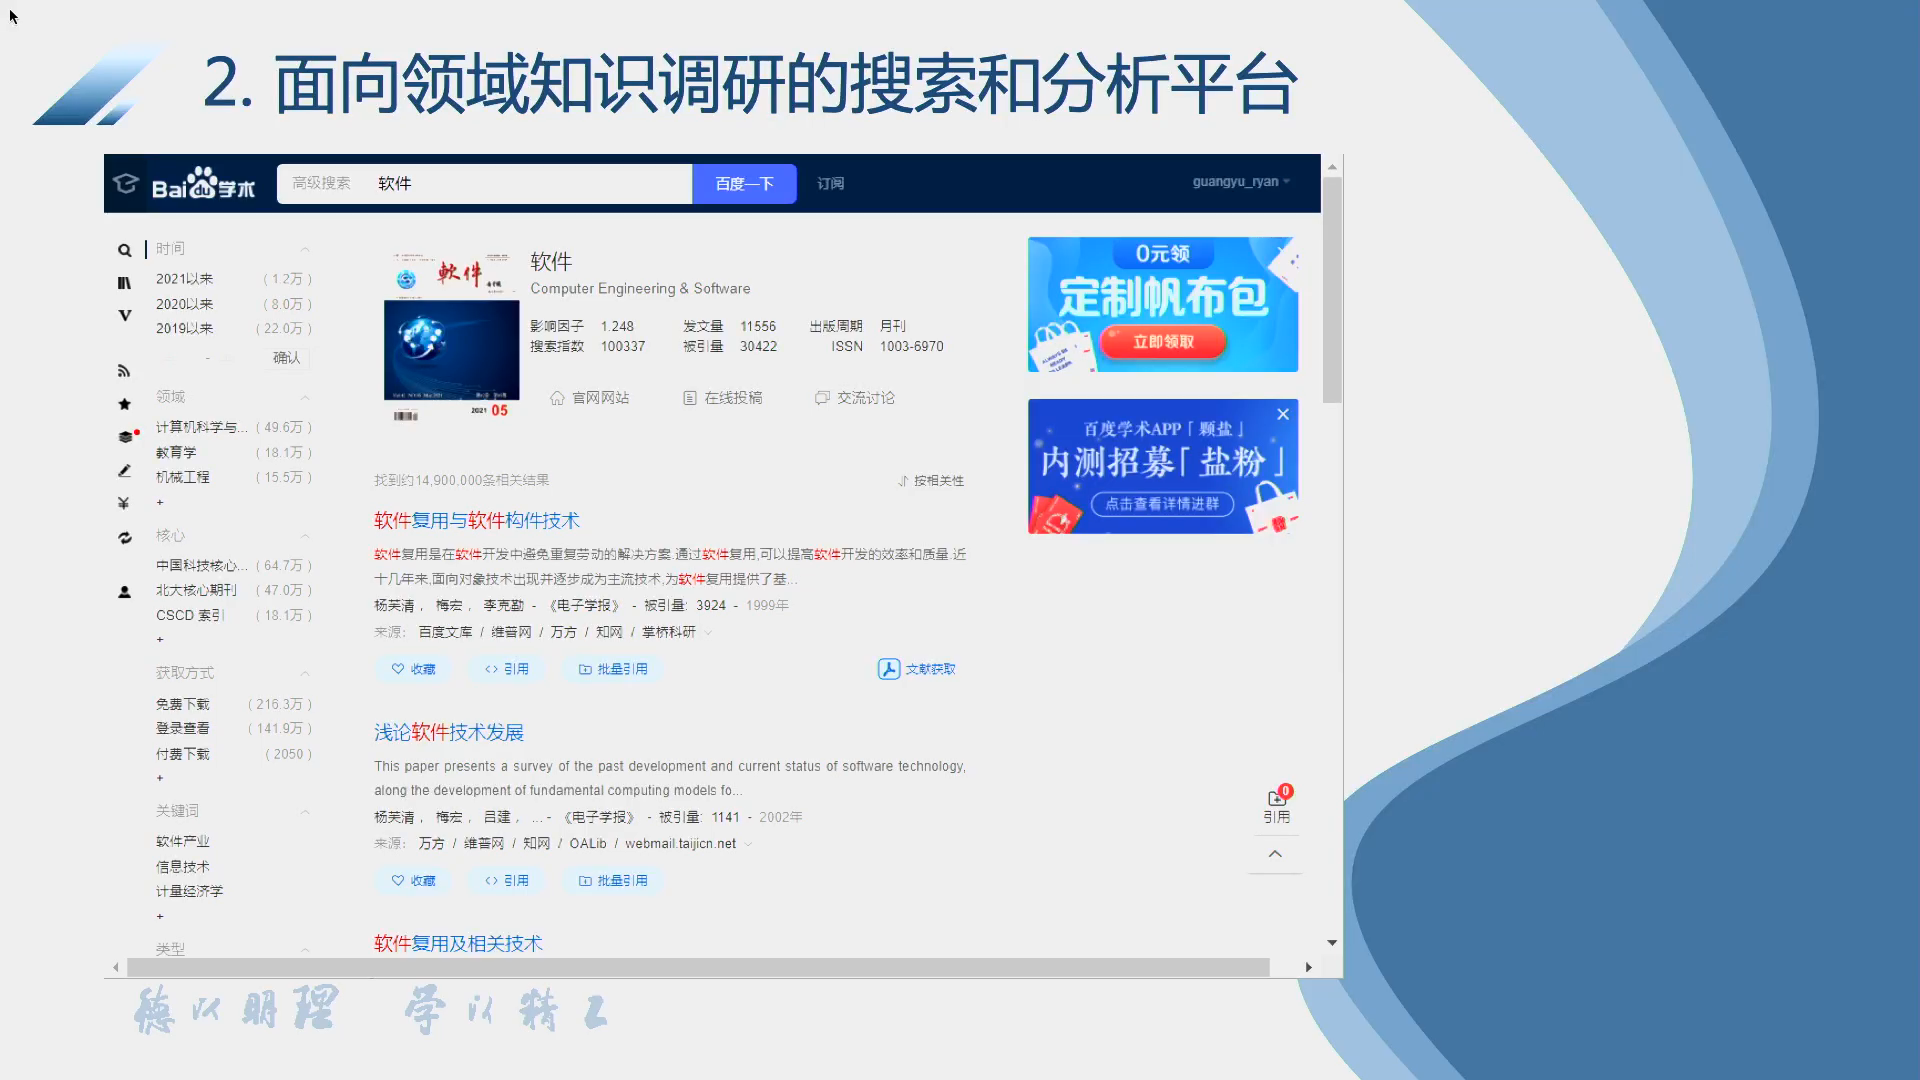 2. 面向领域知识调研的搜索和分析平台
Bai du 学术
高级搜索 软件 百度一下 订阅 guangyu_ryan
时间
2021以来 ( 1.2万 )
2020以来 ( 8.0万 )
2019以来 ( 22.0万 )
- 确认
领域
计算机科学与... ( 49.6万 )
教育学 ( 18.1万 )
机械工程 ( 15.5万 )
+
核心
中国科技核心... ( 64.7万 )
北大核心期刊 ( 47.0万 )
CSCD 索引 ( 18.1万 )
+
获取方式
免费下载 ( 216.3万 )
登录查看 ( 141.9万 )
付费下载 ( 2050 )
+
关键词
软件产业
信息技术
计量经济学
+
类型
軟件
2021 05
软件
Computer Engineering & Software
影响因子 1.248 发文量 11556 出版周期 月刊
搜索指数 100337 被引量 30422 ISSN 1003-6970
官网网站 在线投稿 交流讨论
找到约14,900,000条相关结果 按相关性
软件复用与软件构件技术
软件复用是在软件开发中避免重复劳动的解决方案.通过软件复用,可以提高软件开发的效率和质量.近
十几年来,面向对象技术出现并逐步成为主流技术,为软件复用提供了基...
杨芙清， 梅宏， 李克勤 - 《电子学报》 - 被引量: 3924 - 1999年
来源: 百度文库 / 维普网 / 万方 / 知网 / 掌桥科研
收藏 引用 批量引用 文献获取
浅论软件技术发展
This paper presents a survey of the past development and current status of software technology,
along the development of fundamental computing models fo...
杨芙清， 梅宏， 吕建， ... - 《电子学报》 - 被引量: 1141 - 2002年
来源: 万方 / 维普网 / 知网 / OALib / webmail.taijicn.net
收藏 引用 批量引用
软件复用及相关技术
0元领
定制帆布包
立即领取
百度学术APP「颗盐」
内测招募「盐粉」
点击查看详情进群
0
引用
德以明理 学以精工